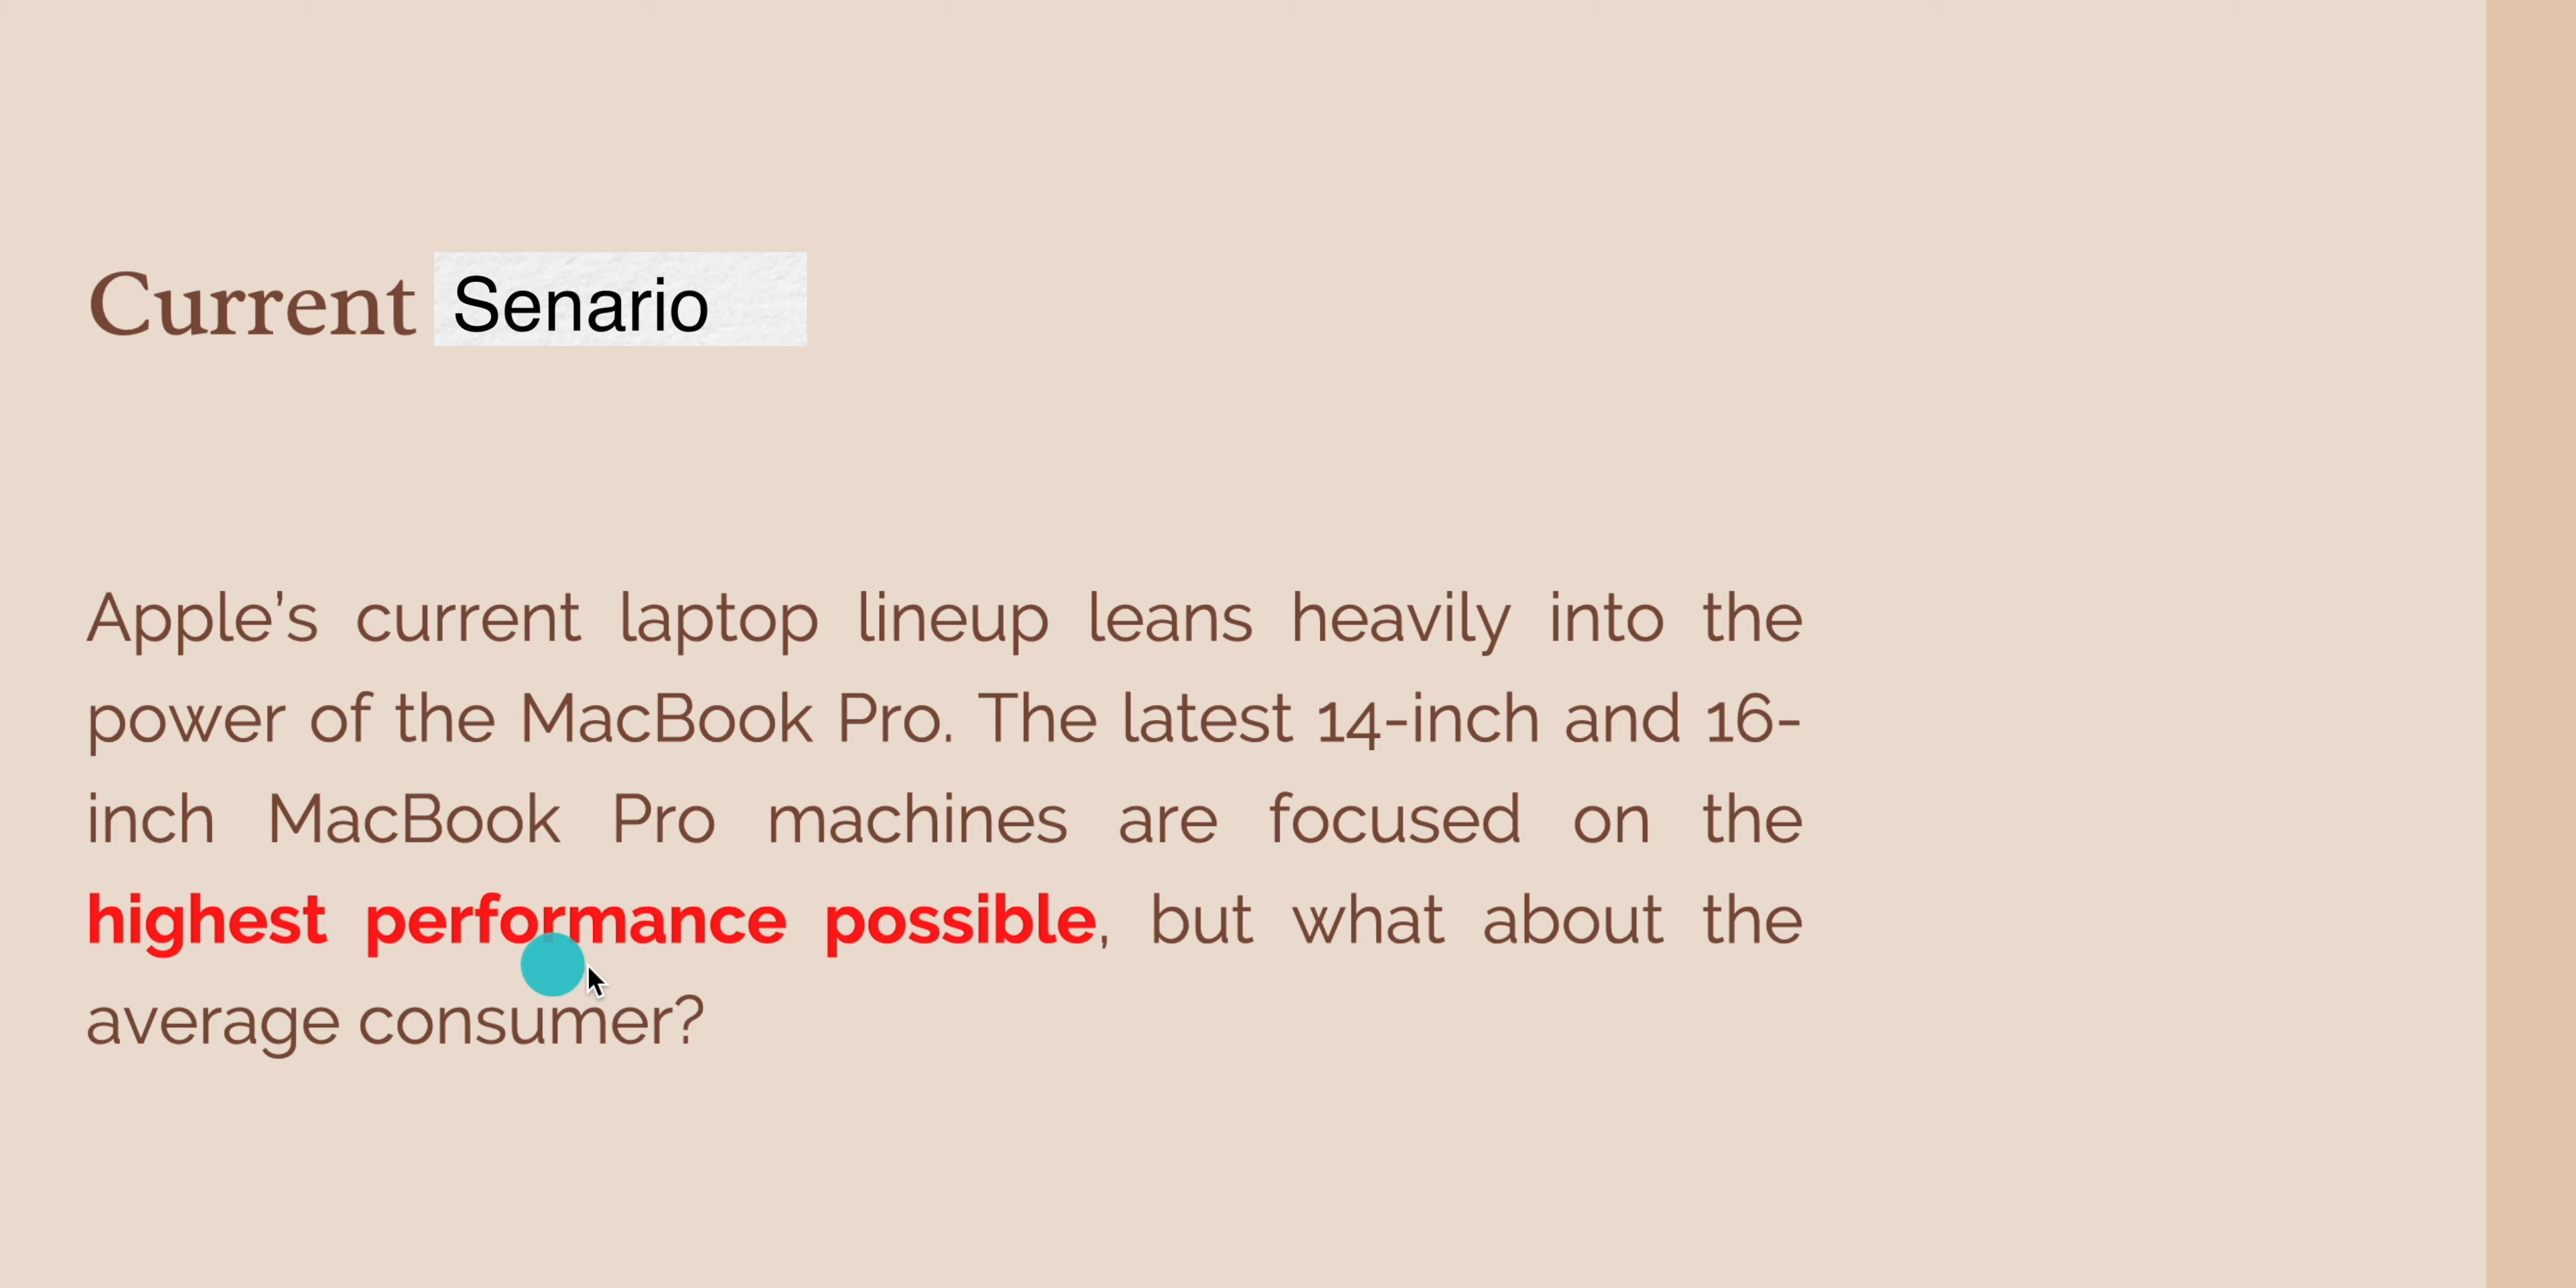 Current Senario
Apple’s current laptop lineup leans heavily into the
power of the MacBook Pro. The latest 14-inch and 16-
inch MacBook Pro machines are focused on the
highest performance possible, but what about the
average consumer?